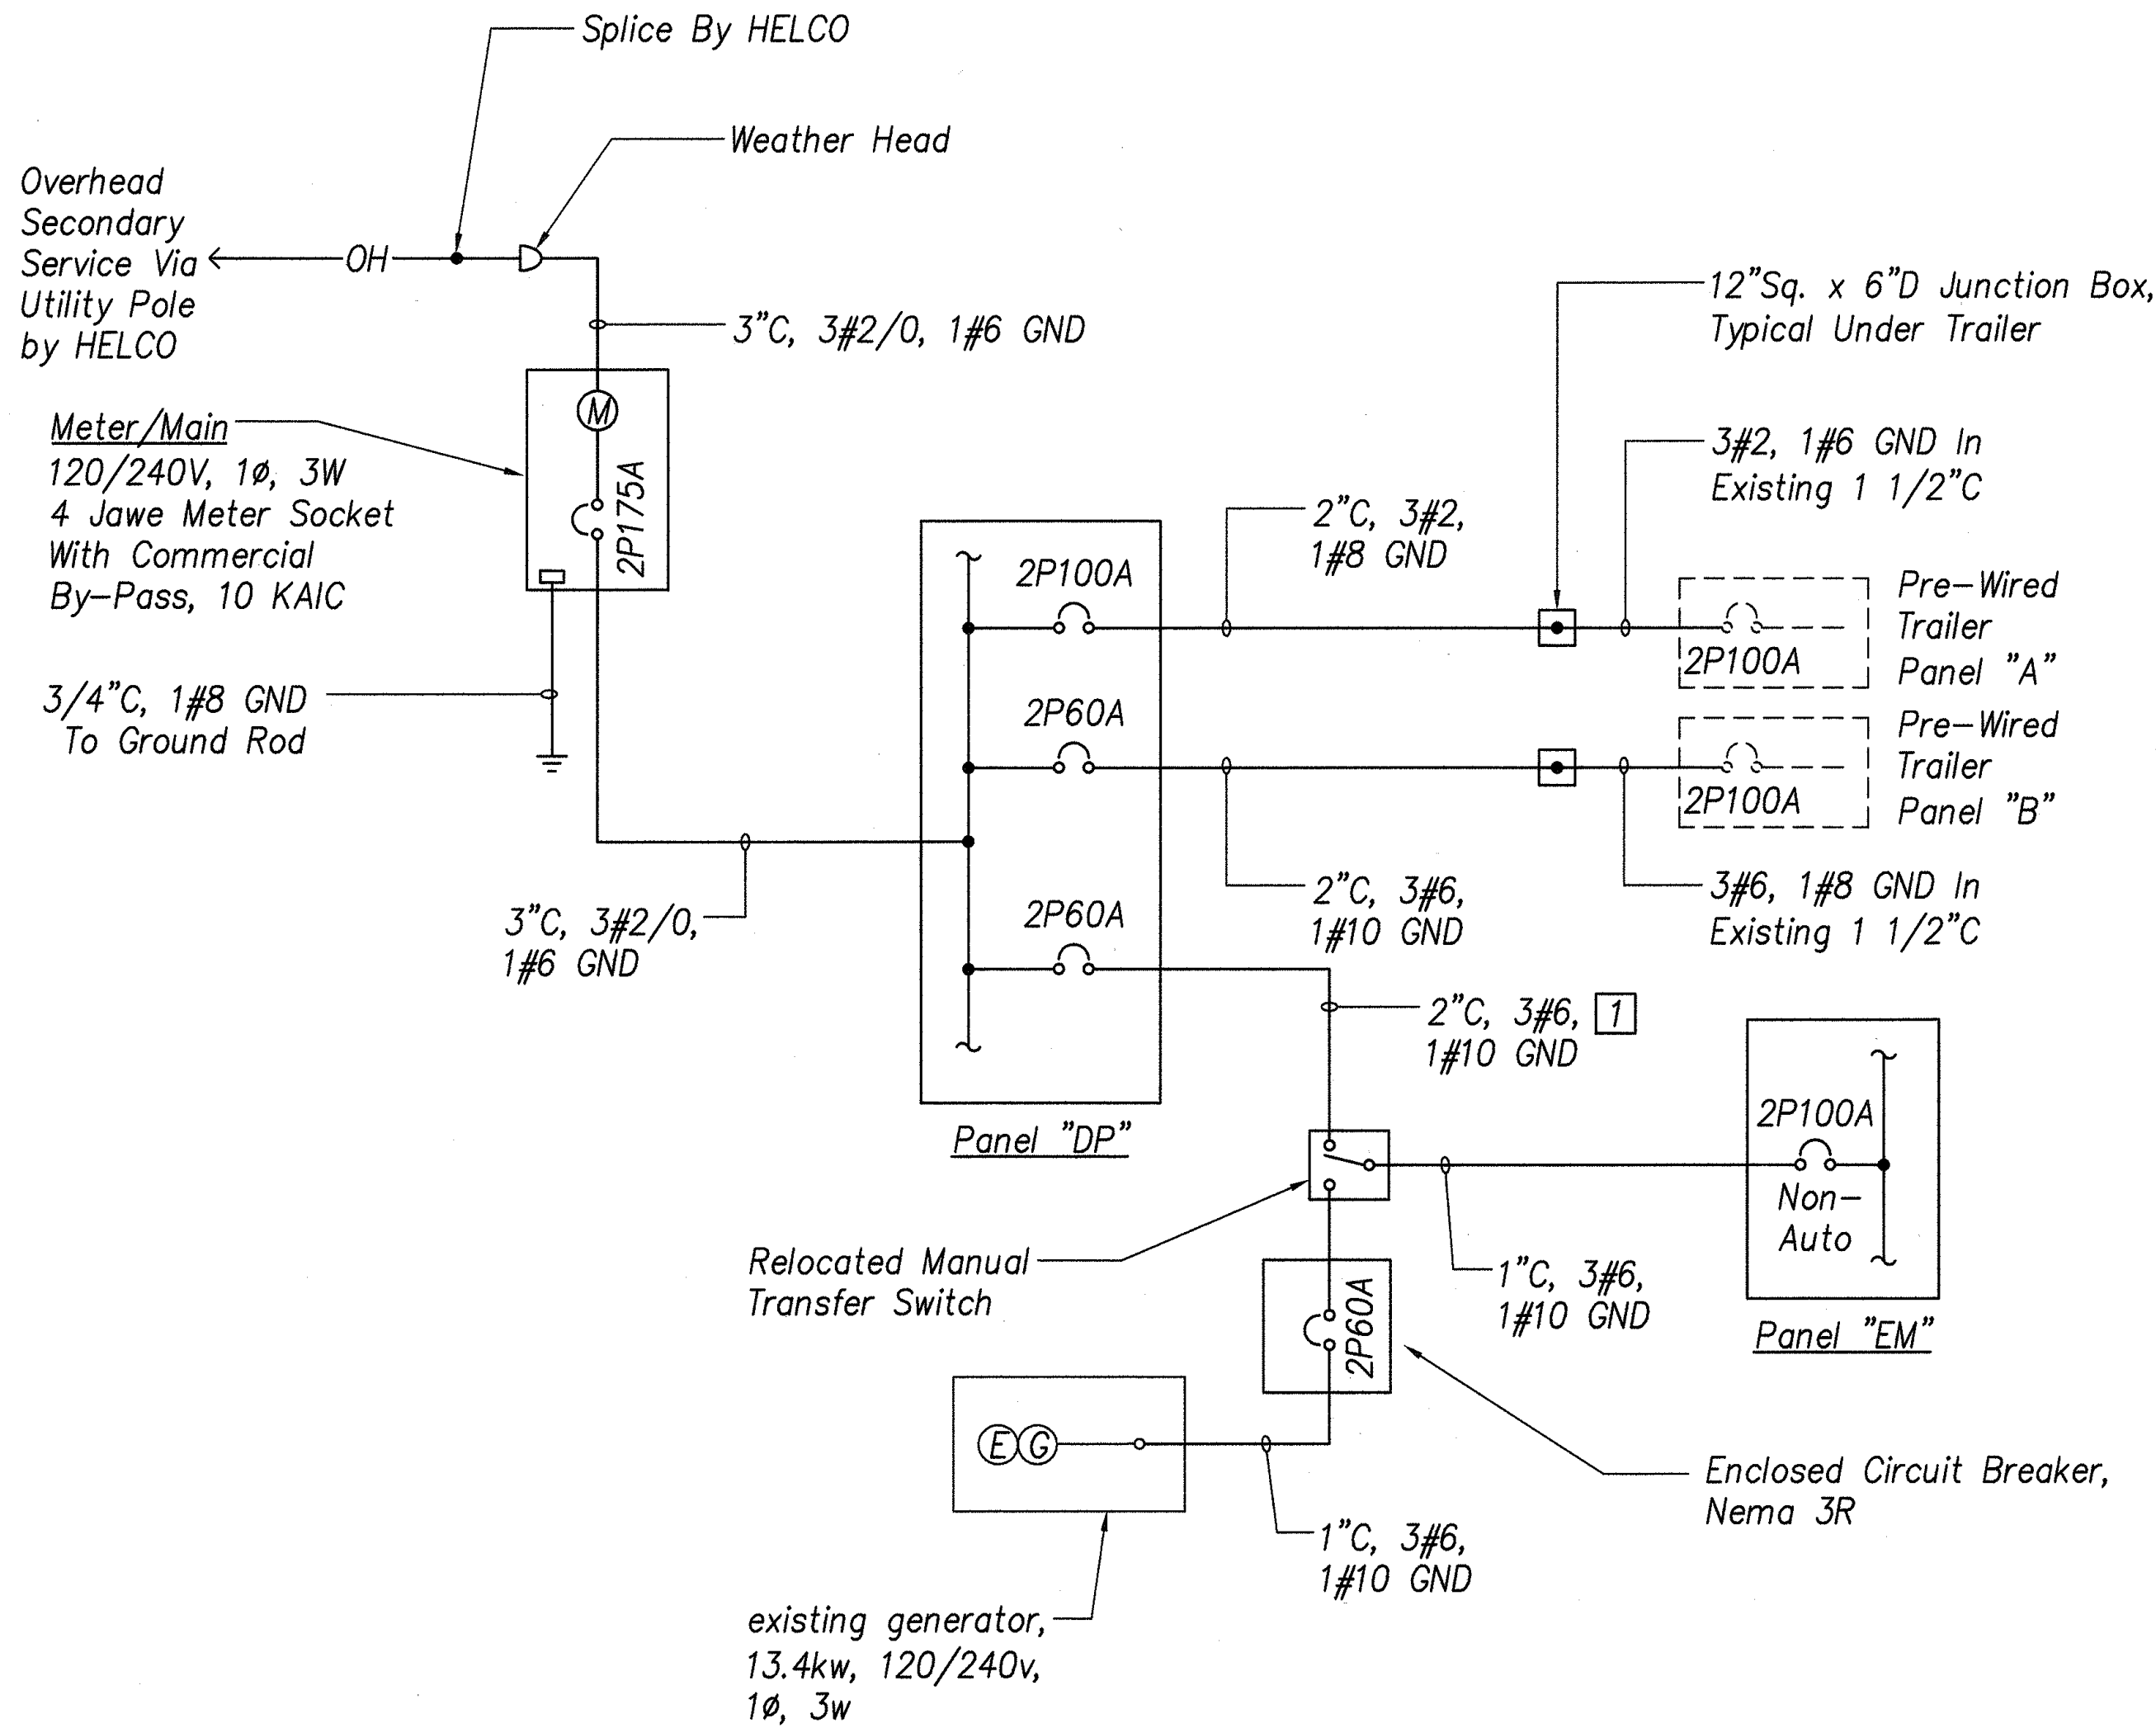 Splice By HELCO
Weather Head
Overhead
Secondary
Service Via
Utility Pole
by HELCO
OH
3"C, 3#2/0, 1#6 GND
12"Sq. x 6"D Junction Box,
Typical Under Trailer
Meter/Main
120/240V, 1ø, 3W
4 Jawe Meter Socket
With Commercial
By-Pass, 10 KAIC
M
2P175A
3/4"C, 1#8 GND
To Ground Rod
3"C, 3#2/0,
1#6 GND
2P100A
2P60A
2P60A
Panel "DP"
2"C, 3#2,
1#8 GND
3#2, 1#6 GND In
Existing 1 1/2"C
2P100A
Pre-Wired
Trailer
Panel "A"
2P100A
Pre-Wired
Trailer
Panel "B"
2"C, 3#6,
1#10 GND
3#6, 1#8 GND In
Existing 1 1/2"C
2"C, 3#6, 1
1#10 GND
2P100A
Non-
Auto
Panel "EM"
Relocated Manual
Transfer Switch
1"C, 3#6,
1#10 GND
2P60A
Enclosed Circuit Breaker,
Nema 3R
E G
1"C, 3#6,
1#10 GND
existing generator,
13.4kw, 120/240v,
1ø, 3w